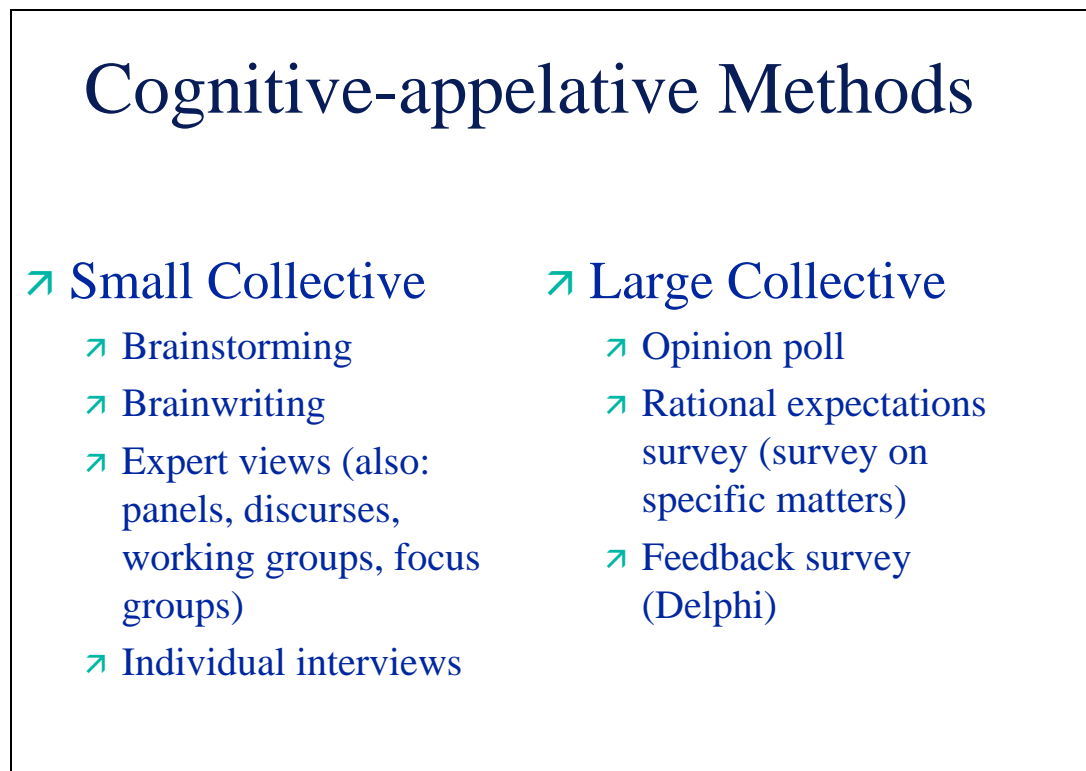 Cognitive-appelative Methods
Small Collective
Brainstorming
Brainwriting
Expert views (also:
panels, discurses,
working groups, focus
groups)
Individual interviews
Large Collective
Opinion poll
Rational expectations
survey (survey on
specific matters)
Feedback survey
(Delphi)